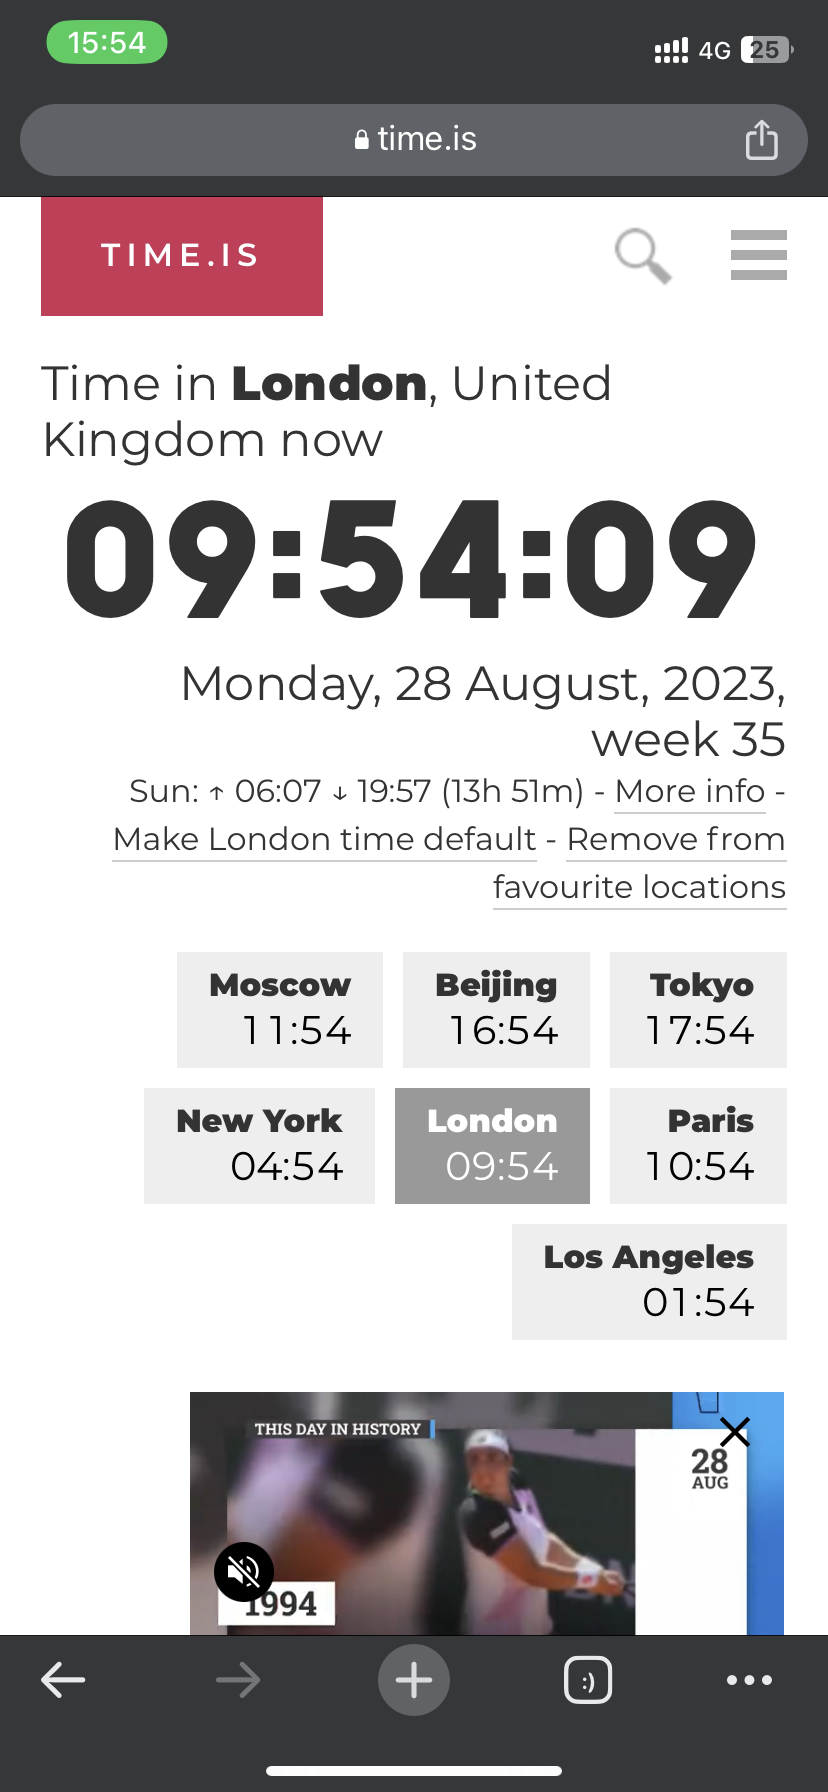 15:54
4G 25
time.is
TIME.IS
Time in London, United
Kingdom now
09:54:09
Monday, 28 August, 2023,
week 35
Sun: ↑ 06:07 ↓ 19:57 (13h 51m) - More info -
Make London time default - Remove from
favourite locations
Moscow Beijing Tokyo
11:54 16:54 17:54
New York London Paris
04:54 09:54 10:54
Los Angeles
01:54
THIS DAY IN HISTORY
28
AUG
1994
:)